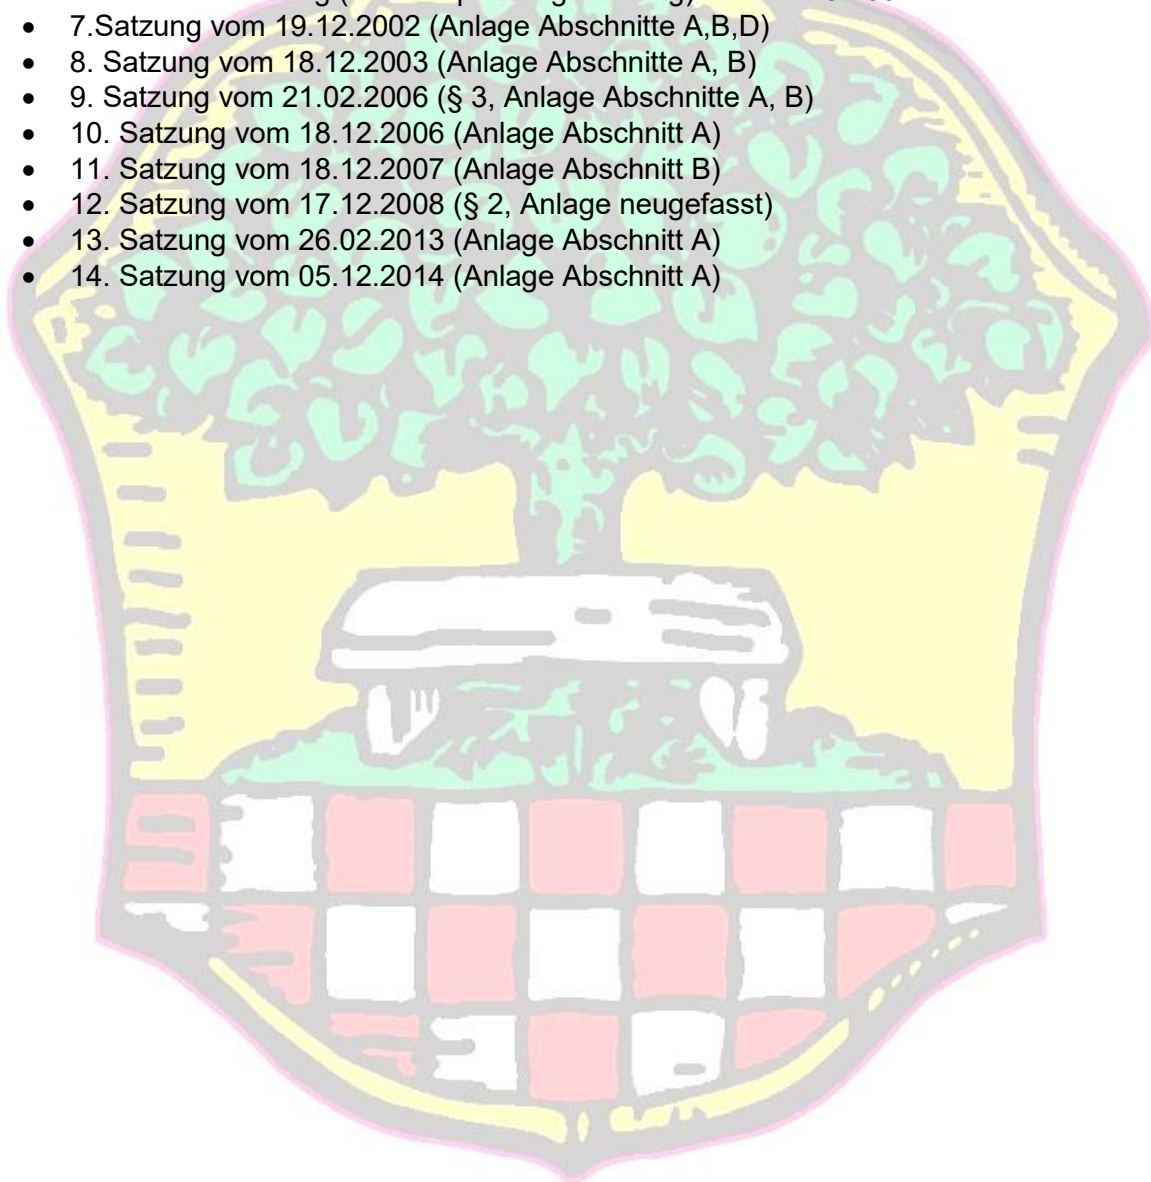 • 7.Satzung vom 19.12.2002 (Anlage Abschnitte A,B,D)
• 8. Satzung vom 18.12.2003 (Anlage Abschnitte A, B)
• 9. Satzung vom 21.02.2006 (§ 3, Anlage Abschnitte A, B)
• 10. Satzung vom 18.12.2006 (Anlage Abschnitt A)
• 11. Satzung vom 18.12.2007 (Anlage Abschnitt B)
• 12. Satzung vom 17.12.2008 (§ 2, Anlage neugefasst)
• 13. Satzung vom 26.02.2013 (Anlage Abschnitt A)
• 14. Satzung vom 05.12.2014 (Anlage Abschnitt A)